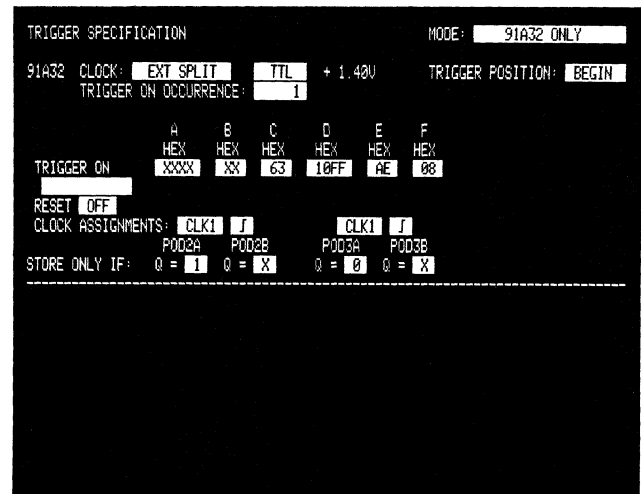 TRIGGER SPECIFICATION MODE: 91A32 ONLY
91A32 CLOCK: EXT SPLIT TTL + 1.40V TRIGGER POSITION: BEGIN
TRIGGER ON OCCURRENCE: 1
A B C D E F
HEX HEX HEX HEX HEX HEX
TRIGGER ON XXXX XX 63 10FF AE 08
RESET OFF
CLOCK ASSIGNMENTS: CLK1 ʃ CLK1 ʃ
POD2A POD2B POD3A POD3B
STORE ONLY IF: Q = 1 Q = X Q = 0 Q = X